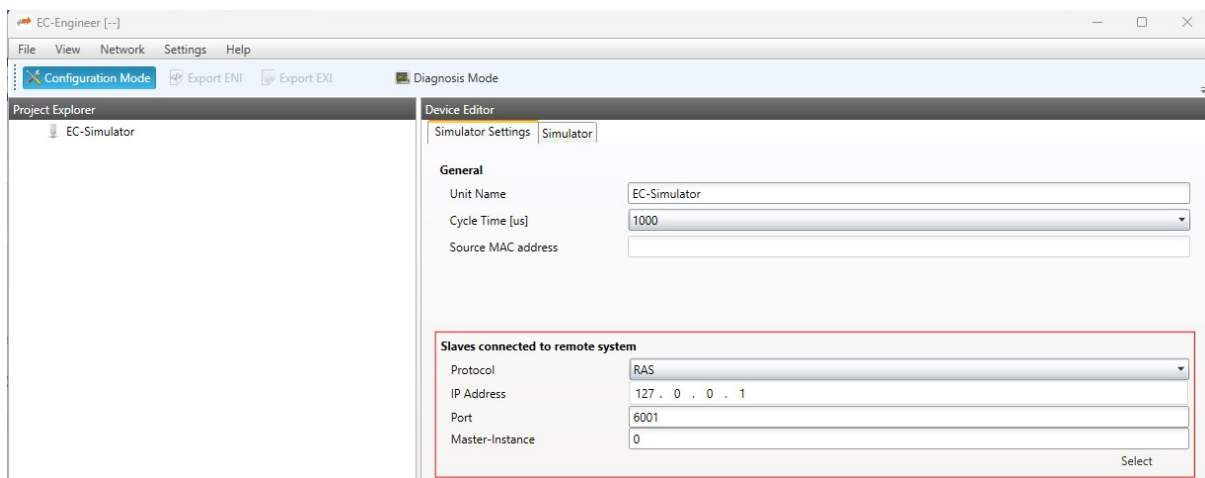 EC-Engineer [--]
File View Network Settings Help
Configuration Mode Export ENI Export EXI Diagnosis Mode
Project Explorer
EC-Simulator
Device Editor
Simulator Settings Simulator
General
Unit Name EC-Simulator
Cycle Time [us] 1000
Source MAC address
Slaves connected to remote system
Protocol RAS
IP Address 127 . 0 . 0 . 1
Port 6001
Master-Instance 0
Select